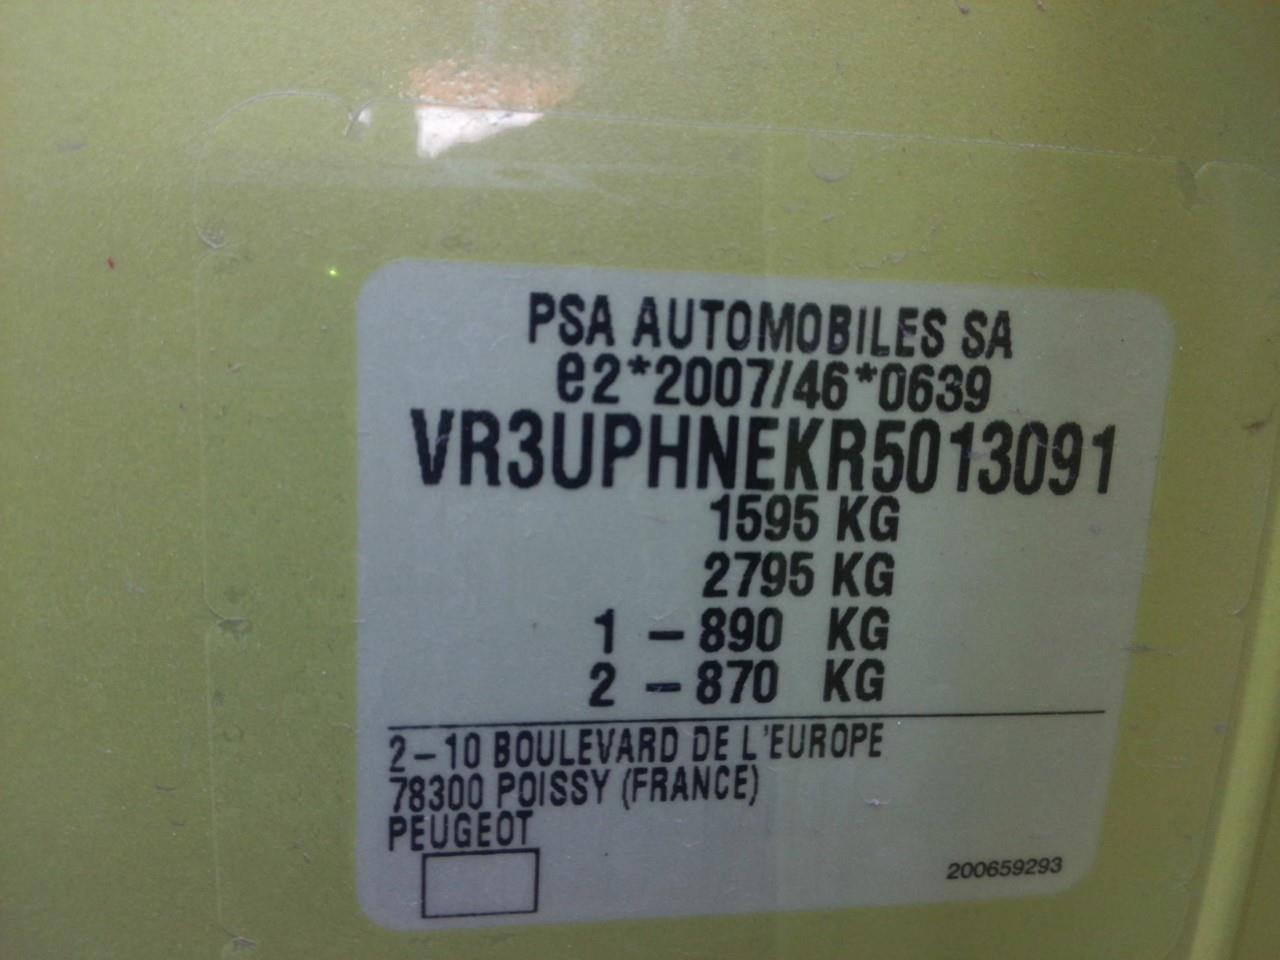 PSA AUTOMOBILES SA
e2*2007/46*0639
VR3UPHNEKR5013091
1595 KG
2795 KG
1 – 890 KG
2 – 870 KG
2–10 BOULEVARD DE L'EUROPE
78300 POISSY (FRANCE)
PEUGEOT
200659293